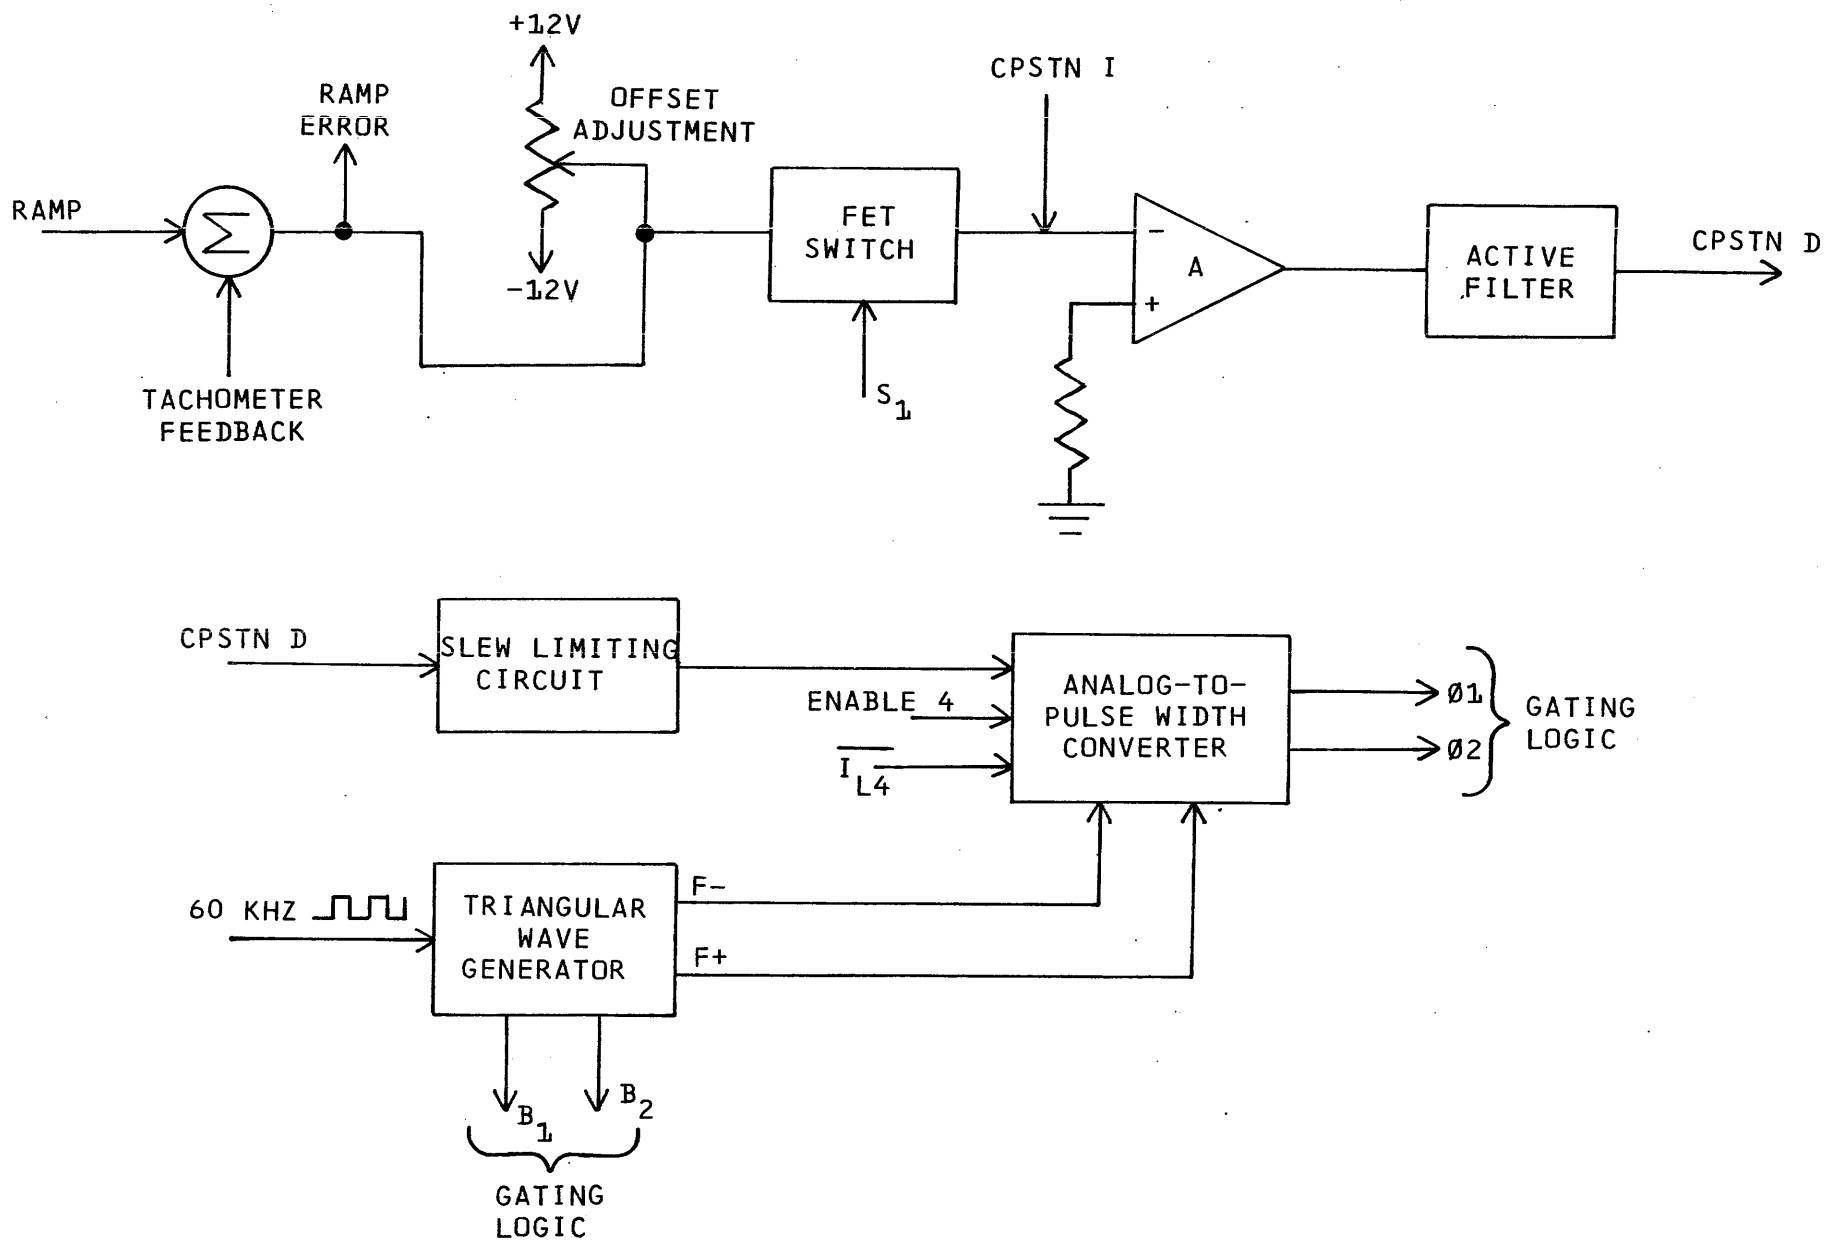 +12V
RAMP
ERROR
OFFSET
ADJUSTMENT
CPSTN I
RAMP
Σ
FET
SWITCH
-
A
+
ACTIVE
FILTER
CPSTN D
-12V
S1
TACHOMETER
FEEDBACK
CPSTN D
SLEW LIMITING
CIRCUIT
ENABLE 4
IL4
ANALOG-TO-
PULSE WIDTH
CONVERTER
Ø1
Ø2
GATING
LOGIC
60 KHZ
TRIANGULAR
WAVE
GENERATOR
F-
F+
B1
B2
GATING
LOGIC